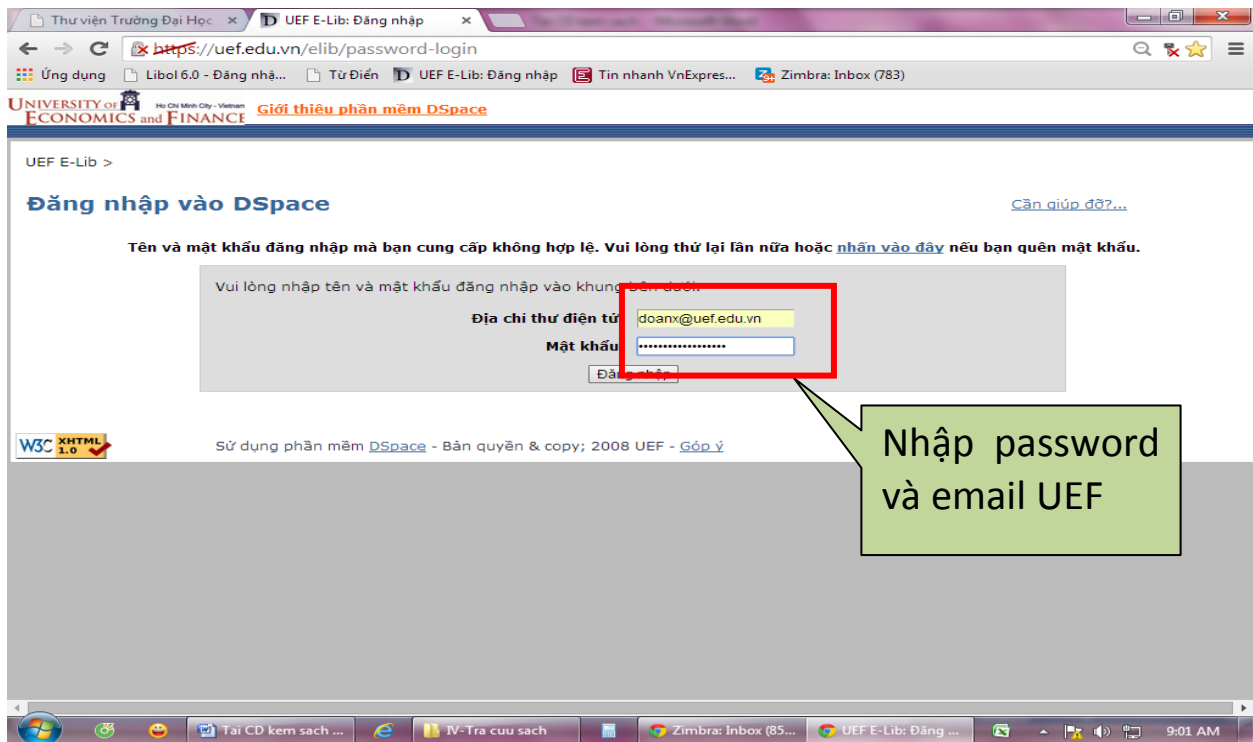 Thư viện Trường Đại Học
UEF E-Lib: Đăng nhập
https://uef.edu.vn/elib/password-login
Ứng dụng Libol 6.0 - Đăng nhậ... Từ Điển UEF E-Lib: Đăng nhập Tin nhanh VnExpres... Zimbra: Inbox (783)
UNIVERSITY OF Ho Chi Minh City - Vietnam
ECONOMICS and FINANCE
Giới thiệu phần mềm DSpace
UEF E-Lib >
Đăng nhập vào DSpace
Cần giúp đỡ?...
Tên và mật khẩu đăng nhập mà bạn cung cấp không hợp lệ. Vui lòng thử lại lần nữa hoặc nhấn vào đây nếu bạn quên mật khẩu.
Vui lòng nhập tên và mật khẩu đăng nhập vào khung bên dưới.
Địa chỉ thư điện tử doanx@uef.edu.vn
Mật khẩu ••••••••••••••••••
Đăng nhập
Nhập password
và email UEF
W3C XHTML 1.0
Sử dụng phần mềm DSpace - Bản quyền & copy; 2008 UEF - Góp ý
Tai CD kem sach ... IV-Tra cuu sach Zimbra: Inbox (85... UEF E-Lib: Đăng ... 9:01 AM